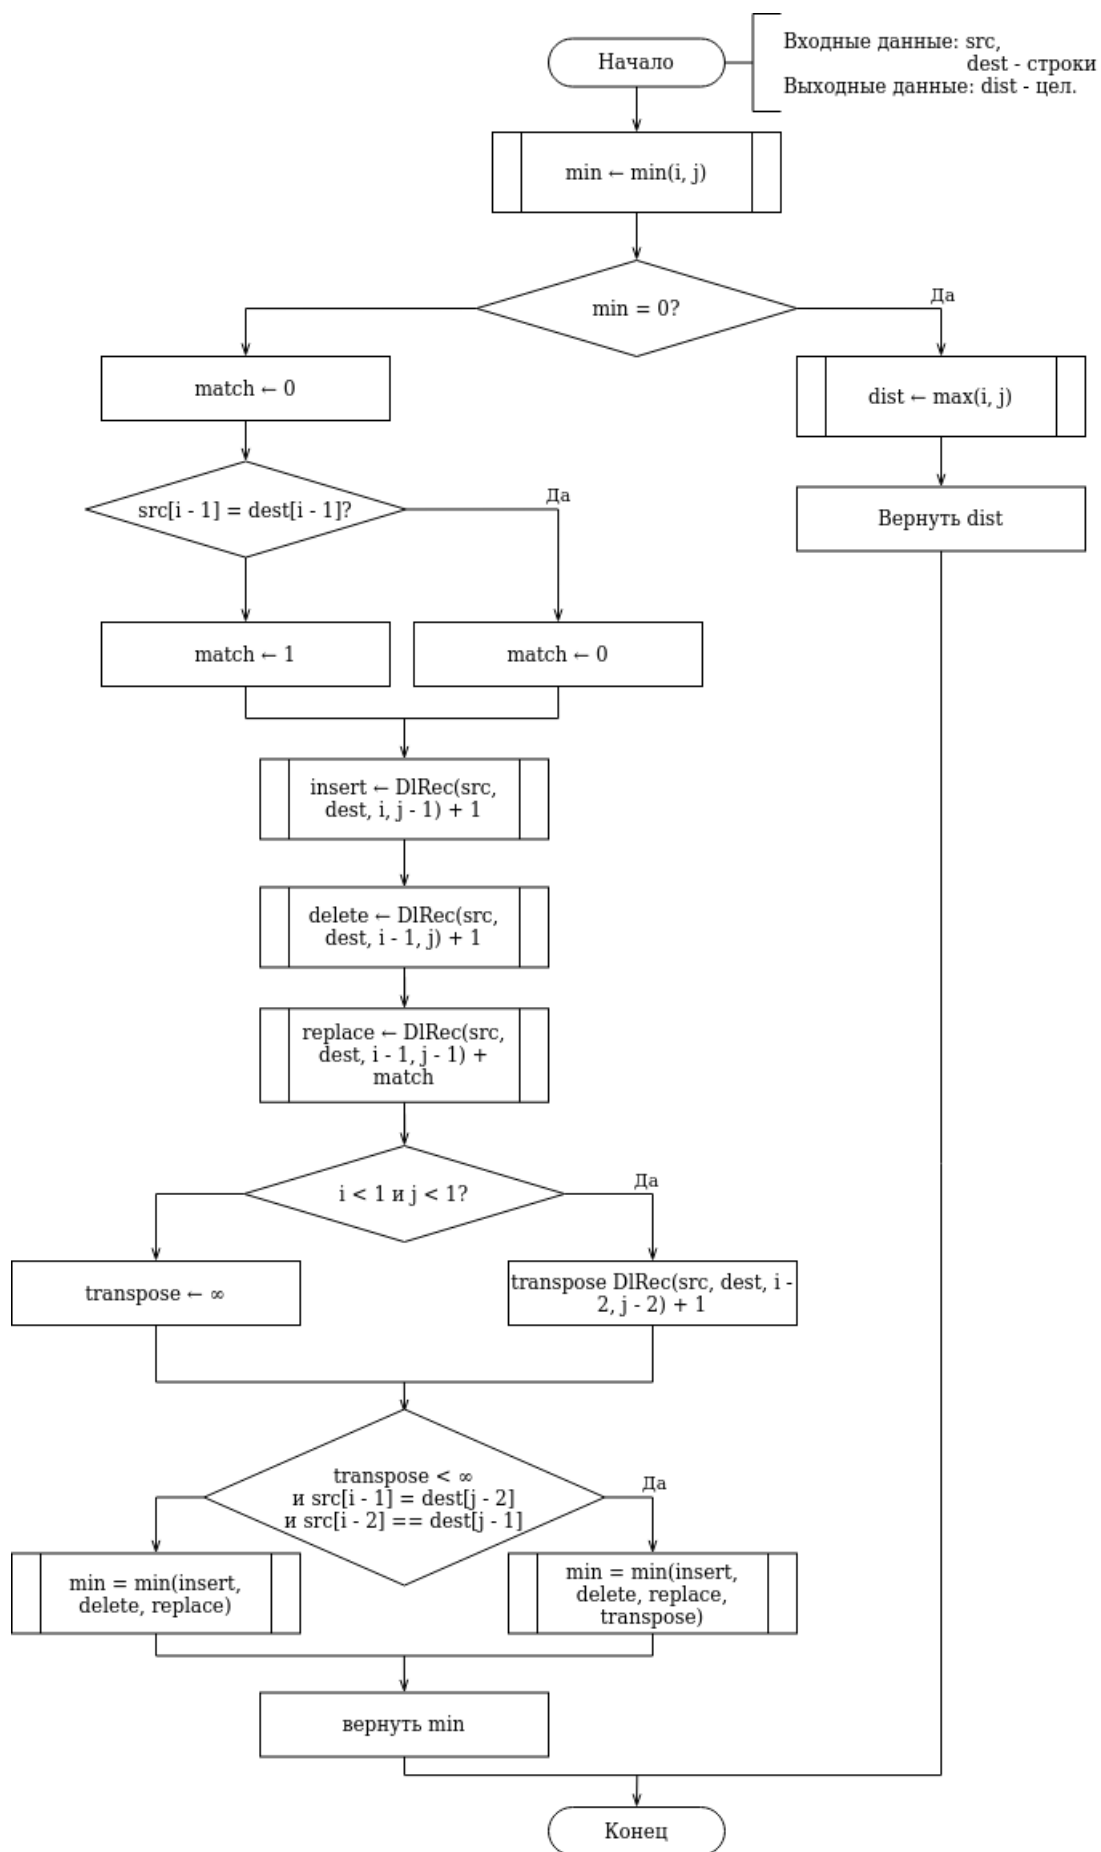 Начало
Входные данные: src,
dest - строки
Выходные данные: dist - цел.
min ← min(i, j)
min = 0?
Да
match ← 0
dist ← max(i, j)
src[i - 1] = dest[i - 1]?
Да
Вернуть dist
match ← 1
match ← 0
insert ← DlRec(src,
dest, i, j - 1) + 1
delete ← DlRec(src,
dest, i - 1, j) + 1
replace ← DlRec(src,
dest, i - 1, j - 1) +
match
i < 1 и j < 1?
Да
transpose ← ∞
transpose DlRec(src, dest, i -
2, j - 2) + 1
transpose < ∞
и src[i - 1] = dest[j - 2]
и src[i - 2] == dest[j - 1]
Да
min = min(insert,
delete, replace)
min = min(insert,
delete, replace,
transpose)
вернуть min
Конец